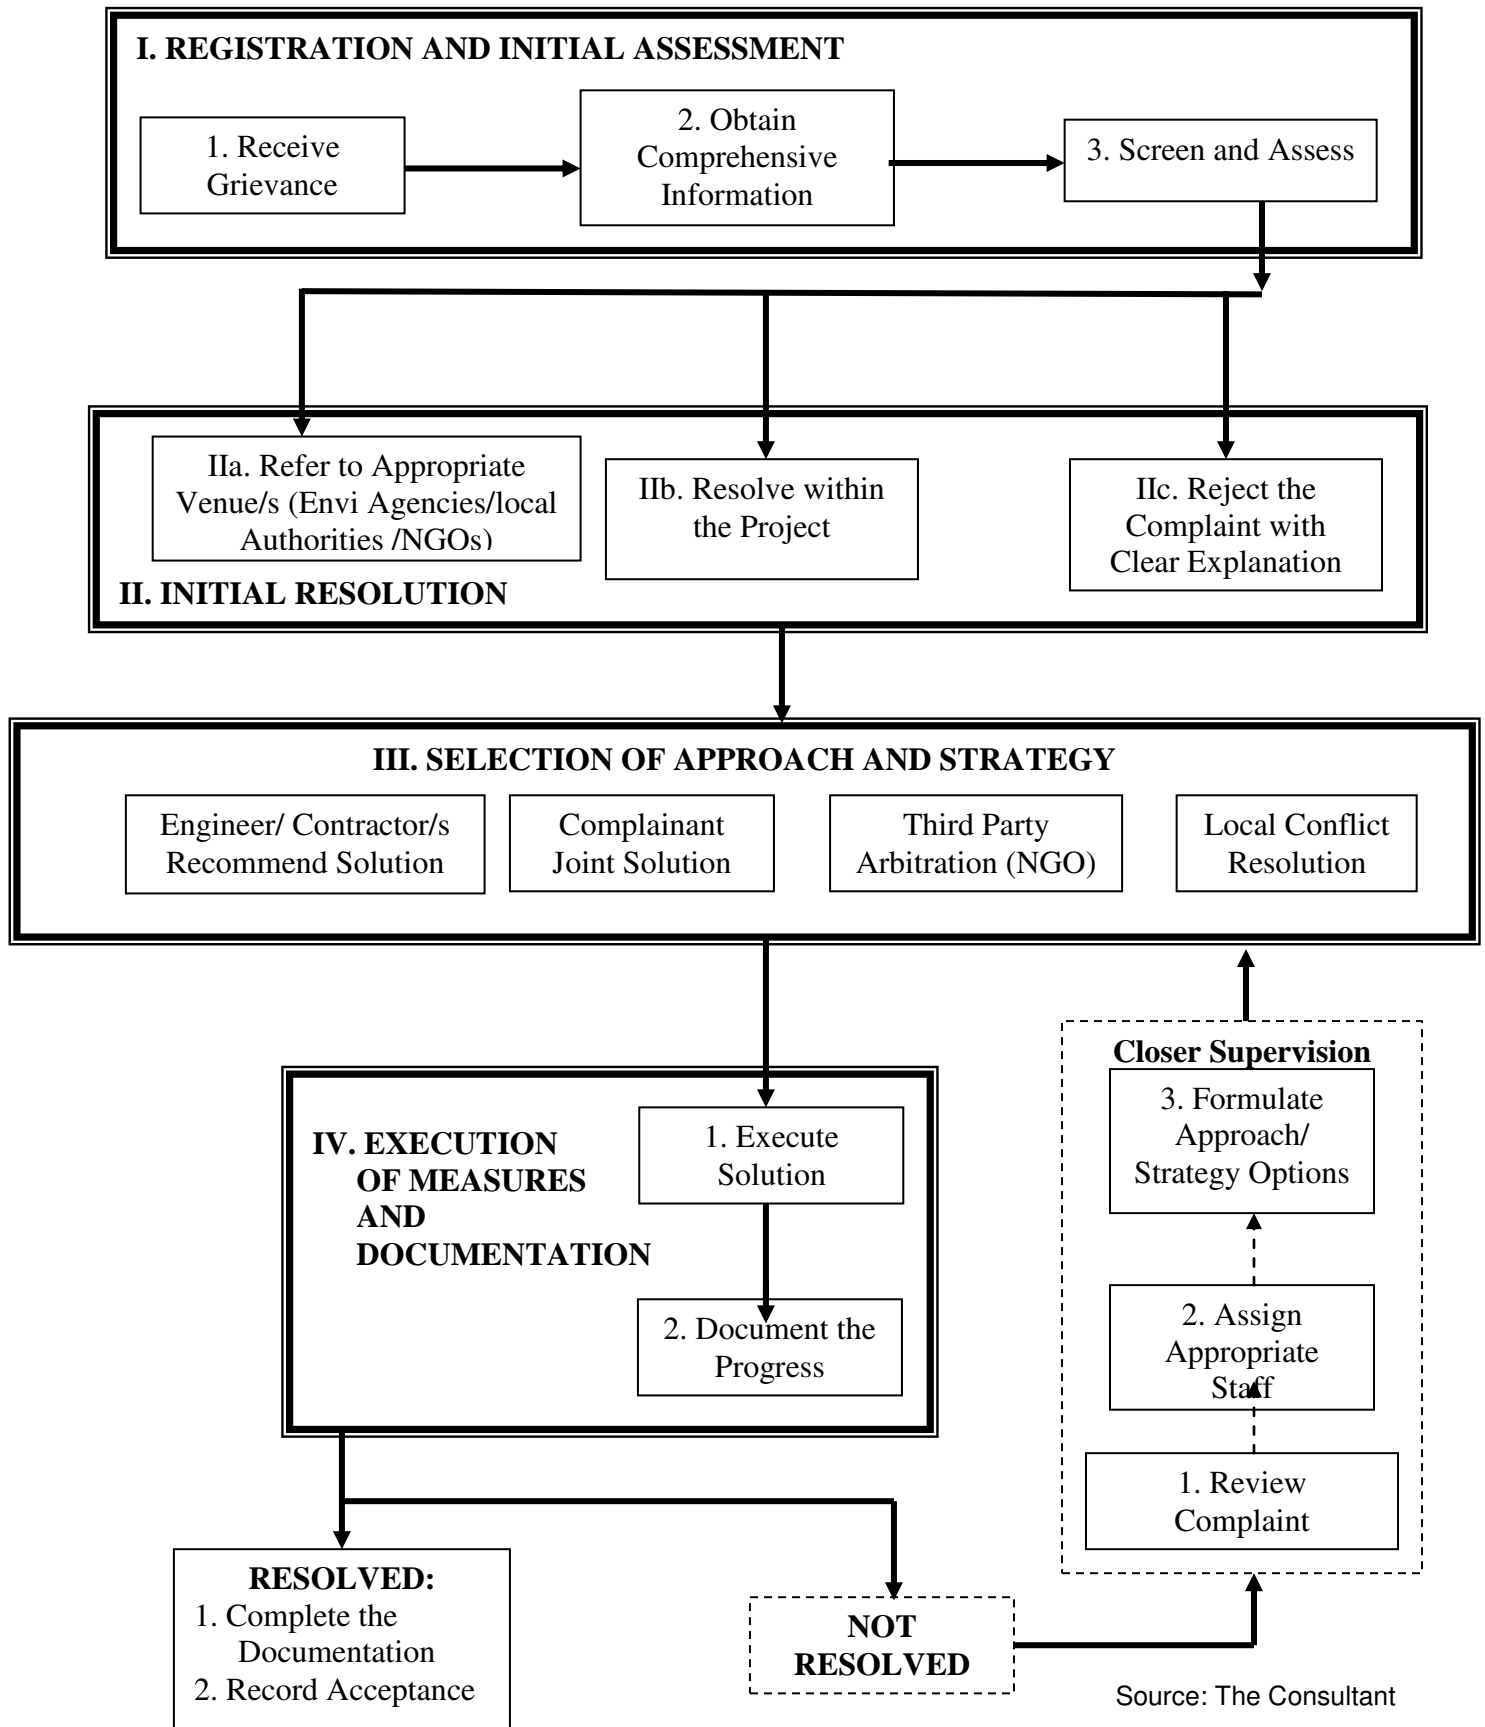 I. REGISTRATION AND INITIAL ASSESSMENT
1. Receive
Grievance
2. Obtain
Comprehensive
Information
3. Screen and Assess
IIa. Refer to Appropriate
Venue/s (Envi Agencies/local
Authorities /NGOs)
IIb. Resolve within
the Project
IIc. Reject the
Complaint with
Clear Explanation
II. INITIAL RESOLUTION
III. SELECTION OF APPROACH AND STRATEGY
Engineer/ Contractor/s
Recommend Solution
Complainant
Joint Solution
Third Party
Arbitration (NGO)
Local Conflict
Resolution
IV. EXECUTION
OF MEASURES
AND
DOCUMENTATION
1. Execute
Solution
2. Document the
Progress
Closer Supervision
3. Formulate
Approach/
Strategy Options
2. Assign
Appropriate
Staff
1. Review
Complaint
RESOLVED:
1. Complete the
Documentation
2. Record Acceptance
NOT
RESOLVED
Source: The Consultant